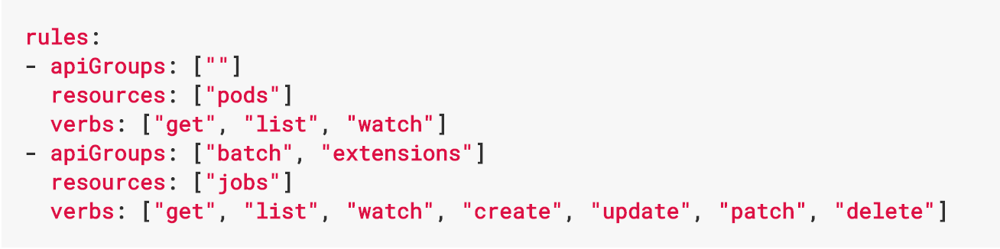 rules:
- apiGroups: [""]
  resources: ["pods"]
  verbs: ["get", "list", "watch"]
- apiGroups: ["batch", "extensions"]
  resources: ["jobs"]
  verbs: ["get", "list", "watch", "create", "update", "patch", "delete"]